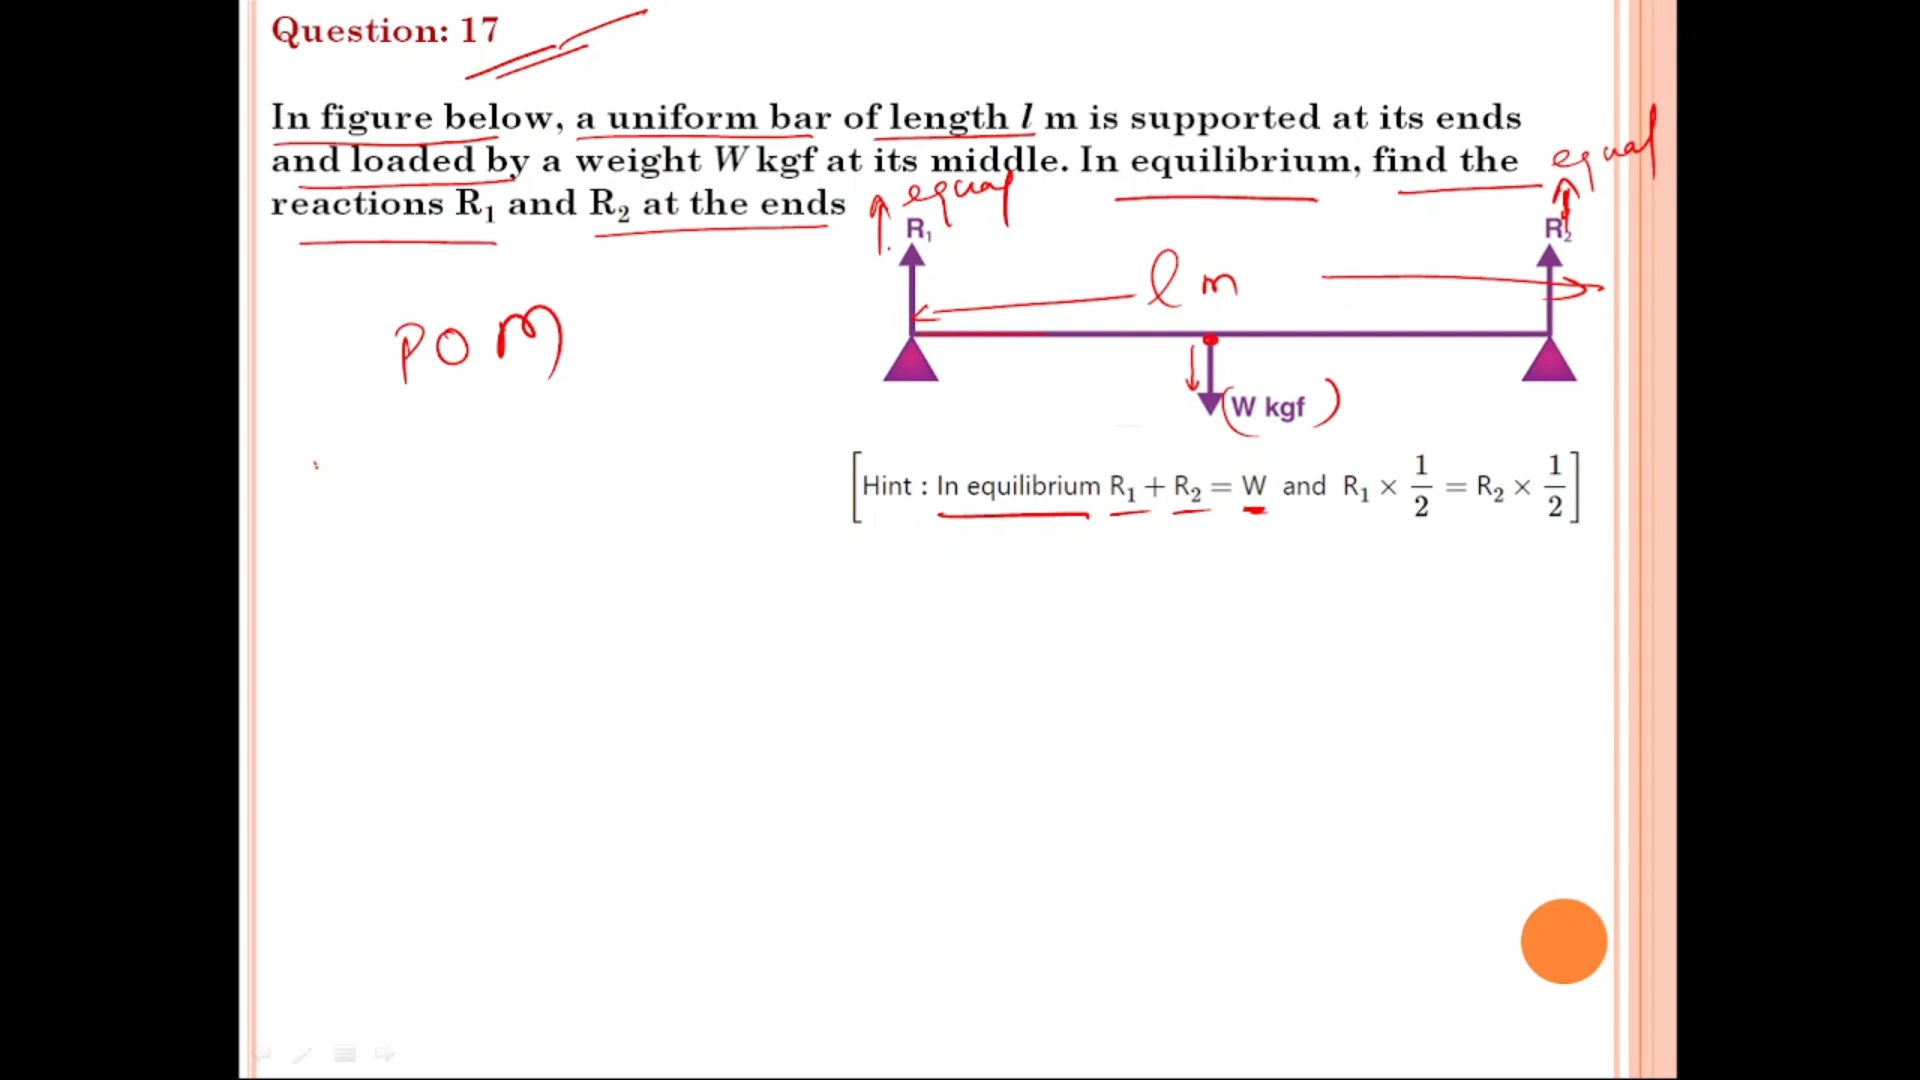 Question: 17
In figure below, a uniform bar of length l m is supported at its ends
and loaded by a weight W kgf at its middle. In equilibrium, find the
reactions R₁ and R₂ at the ends
equal
equal
R₁
R₂
l m
POM
W kgf
[Hint : In equilibrium R₁ + R₂ = W and R₁ × 1/2 = R₂ × 1/2]